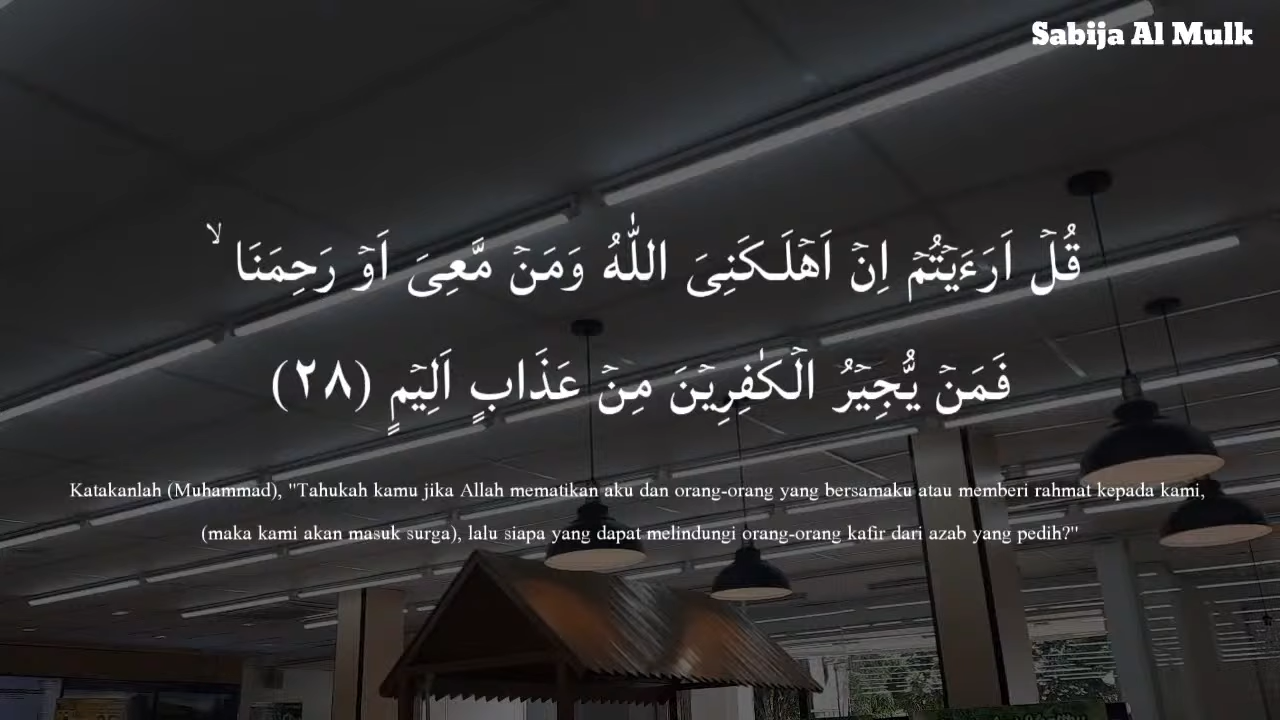 Sabija Al Mulk
قُلۡ اَرَءَيۡتُمۡ اِنۡ اَهۡلَـكَنِىَ اللّٰهُ وَمَنۡ مَّعِىَ اَوۡ رَحِمَنَا ۙ
فَمَنۡ يُّجِيۡرُ الۡكٰفِرِيۡنَ مِنۡ عَذَابٍ اَلِيۡمٍ (٢٨)
Katakanlah (Muhammad), "Tahukah kamu jika Allah mematikan aku dan orang-orang yang bersamaku atau memberi rahmat kepada kami,
(maka kami akan masuk surga), lalu siapa yang dapat melindungi orang-orang kafir dari azab yang pedih?"